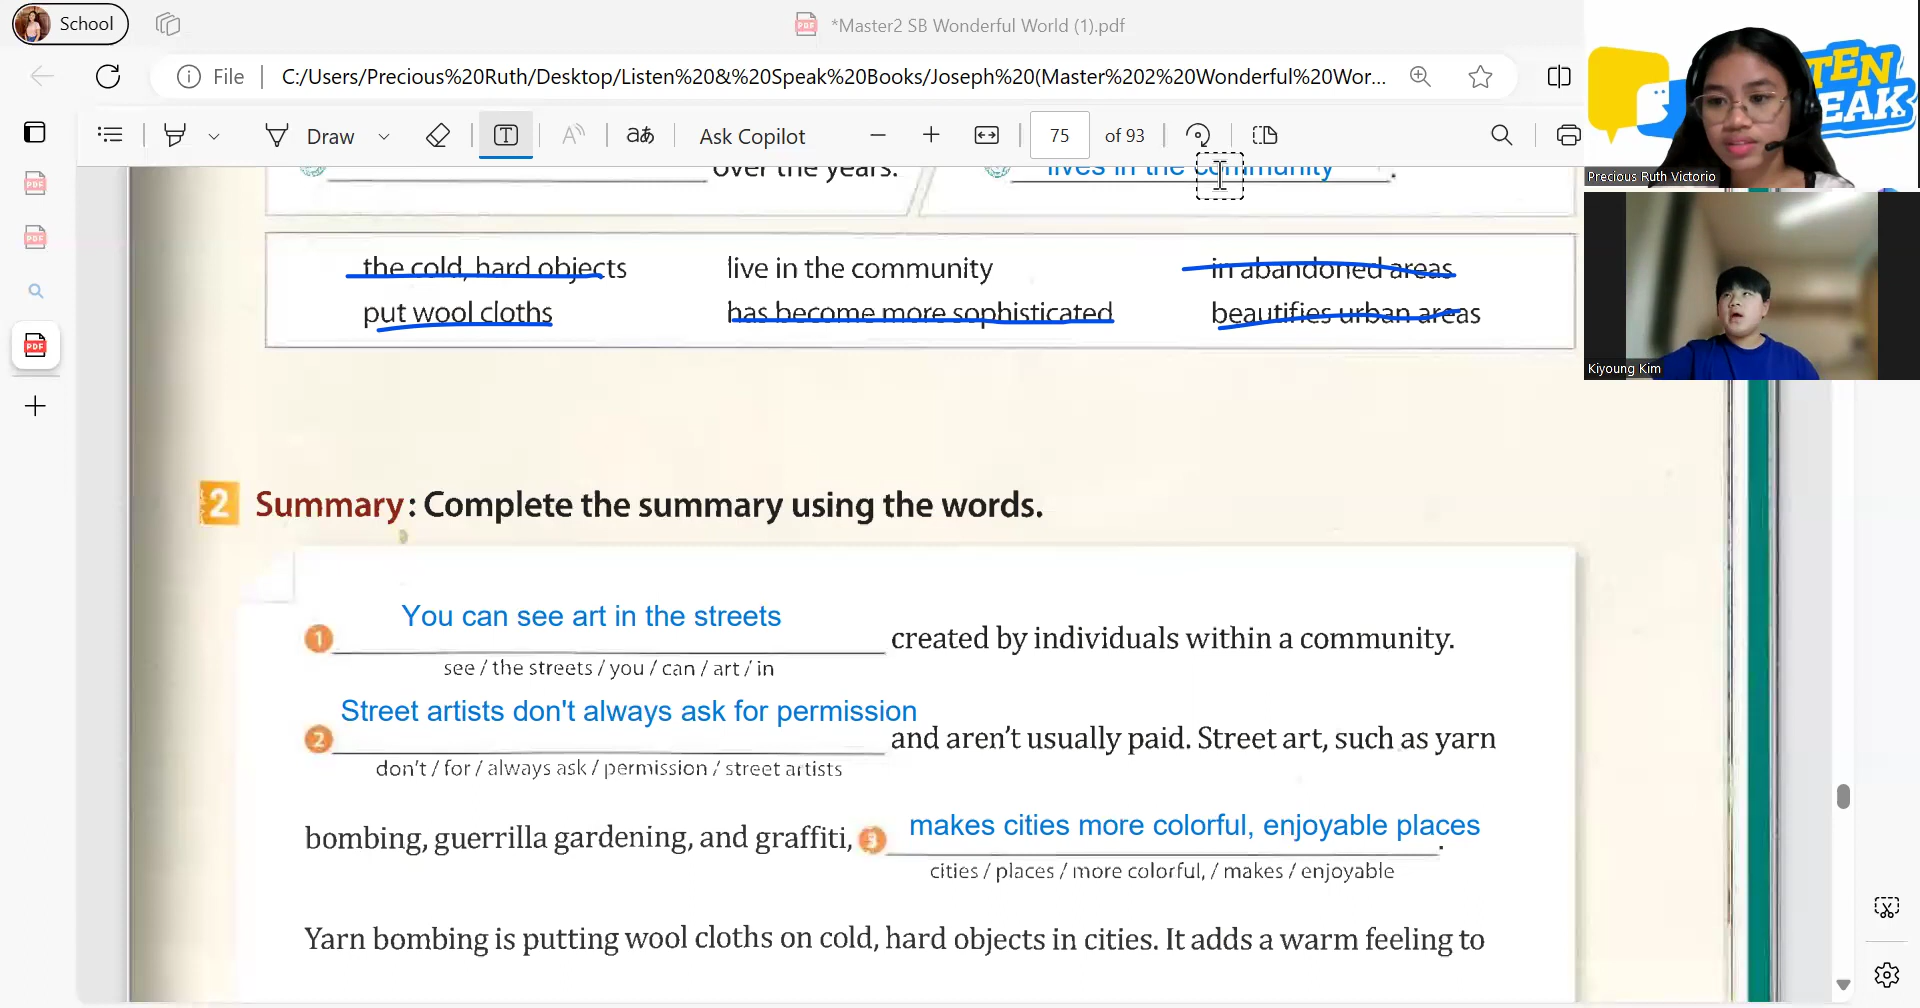 School
*Master2 SB Wonderful World (1).pdf
File
C:/Users/Precious%20Ruth/Desktop/Listen%20&%20Speak%20Books/Joseph%20(Master%202%20Wonderful%20Wor...
Draw
aあ
Ask Copilot
75
of 93
TEN
EAK
Precious Ruth Victorio
over the years.
lives in the community
.
the cold, hard objects
live in the community
in abandoned areas
put wool cloths
has become more sophisticated
beautifies urban areas
Kiyoung Kim
2 Summary: Complete the summary using the words.
You can see art in the streets
1 created by individuals within a community.
see / the streets / you / can / art / in
Street artists don't always ask for permission
2 and aren't usually paid. Street art, such as yarn
don't / for / always ask / permission / street artists
makes cities more colorful, enjoyable places
bombing, guerrilla gardening, and graffiti, 3 .
cities / places / more colorful, / makes / enjoyable
Yarn bombing is putting wool cloths on cold, hard objects in cities. It adds a warm feeling to